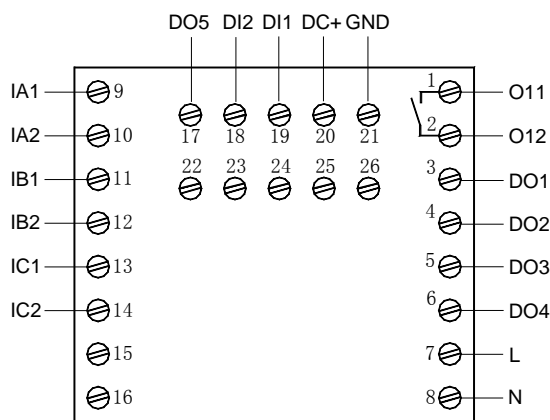 DO5 DI2 DI1 DC+ GND
IA1 9 1 O11
17 18 19 20 21
IA2 10 2 O12
22 23 24 25 26
IB1 11 3 DO1
IB2 12 4 DO2
IC1 13 5 DO3
IC2 14 6 DO4
15 7 L
16 8 N